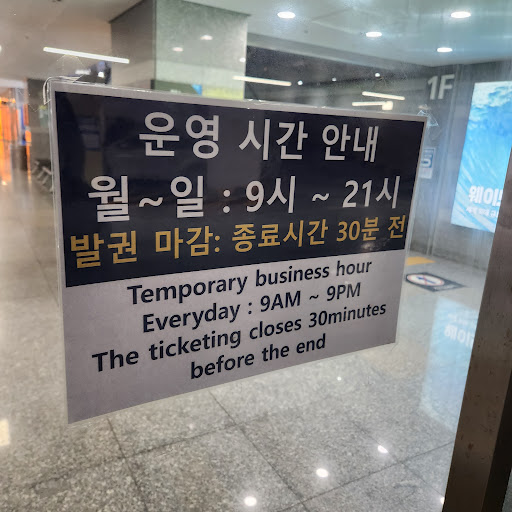 운영 시간 안내
월~일 : 9시 ~ 21시
발권 마감: 종료시간 30분 전
Temporary business hour
Everyday : 9AM ~ 9PM
The ticketing closes 30minutes
before the end
1F